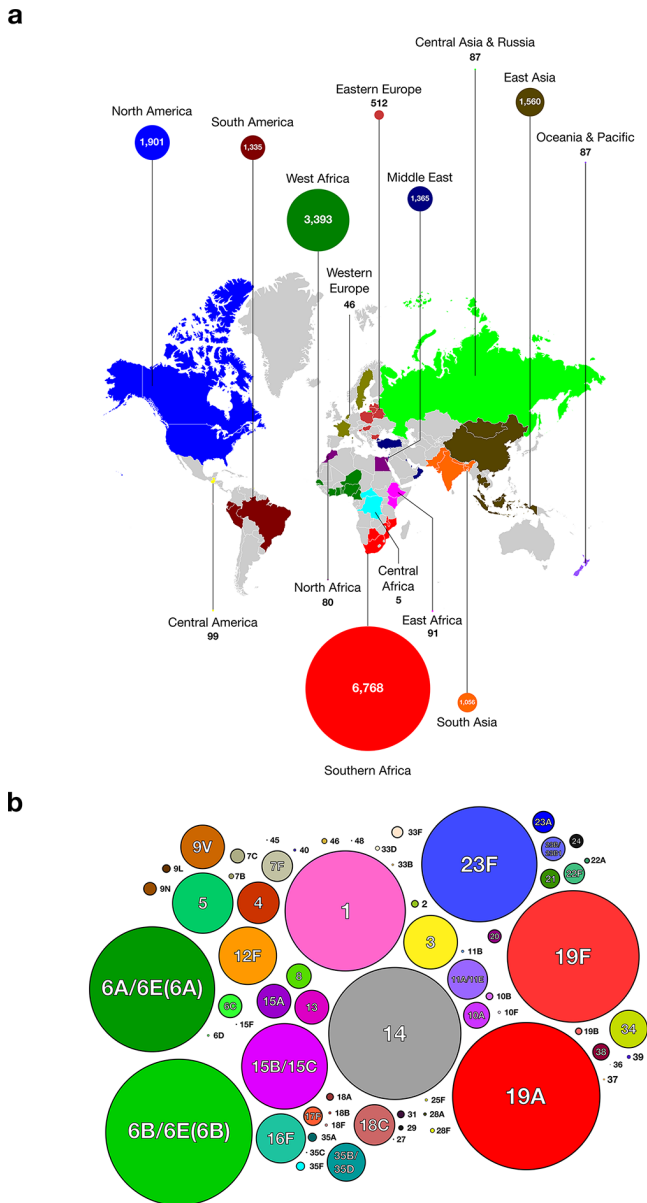 a
Central Asia & Russia
87
Eastern Europe
512
East Asia
1,560
North America
1,901
South America
1,335
Oceania & Pacific
87
West Africa
3,393
Middle East
1,365
Western
Europe
46
North Africa
80
Central
Africa
5
East Africa
91
Central America
99
6,768
Southern Africa
1,056
South Asia
b
9V
7C
45
40
46
48
33F
33D
33B
23F
23A
24
22A
22F
21
9L
9N
7B
7F
5
4
1
2
3
11B
20
19F
6A/6E(6A)
12F
8
6C
15A
13
14
11A/11E
10B
10A
10F
19B
34
6D
15F
38
39
36
37
15B/15C
19A
6B/6E(6B)
16F
18A
17F
18B
18F
35A
35C
35F
35B/
35D
18C
31
29
27
25F
28A
28F